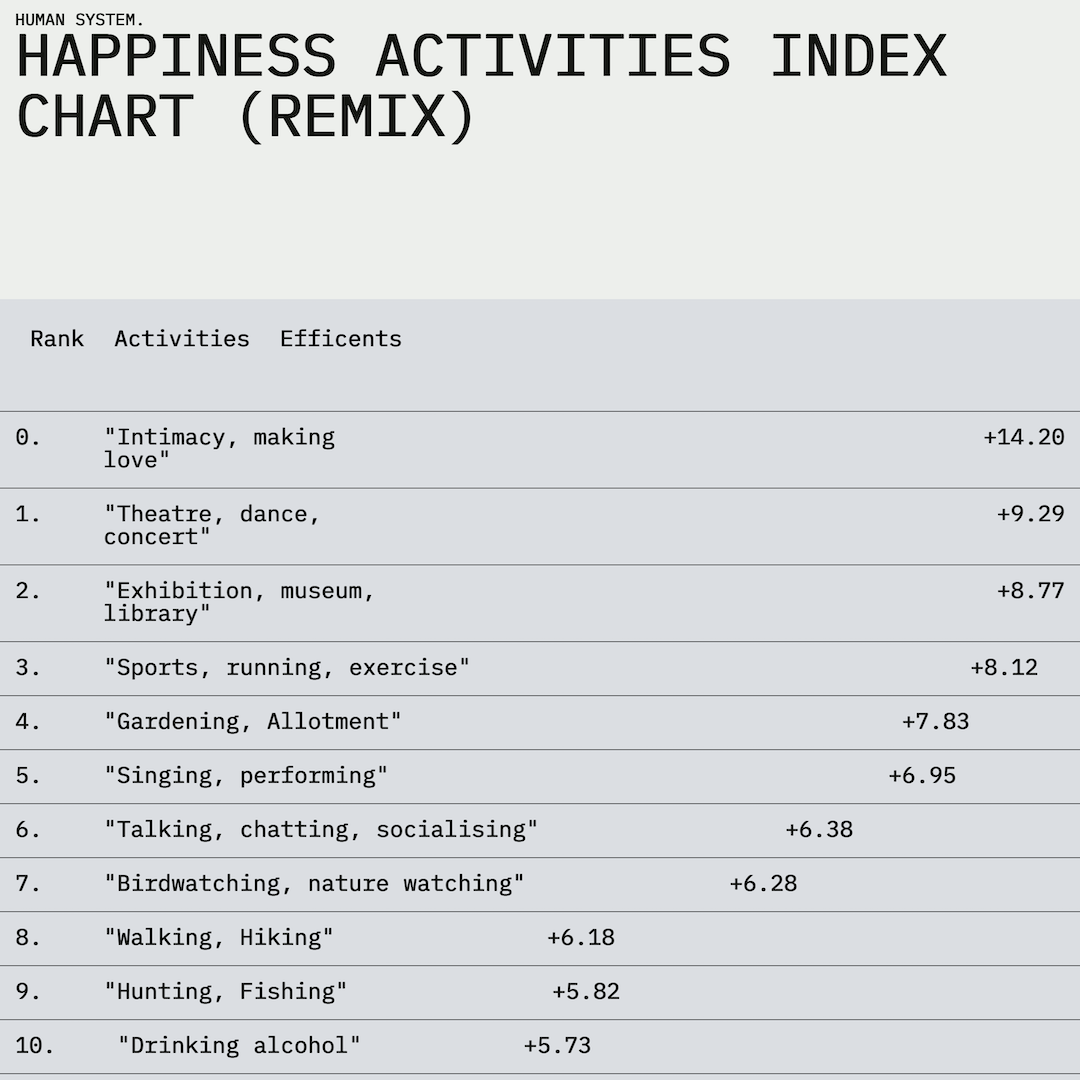 HUMAN SYSTEM.
HAPPINESS ACTIVITIES INDEX
CHART (REMIX)
Rank Activities Efficents
0. "Intimacy, making +14.20
love"
1. "Theatre, dance, +9.29
concert"
2. "Exhibition, museum, +8.77
library"
3. "Sports, running, exercise" +8.12
4. "Gardening, Allotment" +7.83
5. "Singing, performing" +6.95
6. "Talking, chatting, socialising" +6.38
7. "Birdwatching, nature watching" +6.28
8. "Walking, Hiking" +6.18
9. "Hunting, Fishing" +5.82
10. "Drinking alcohol" +5.73